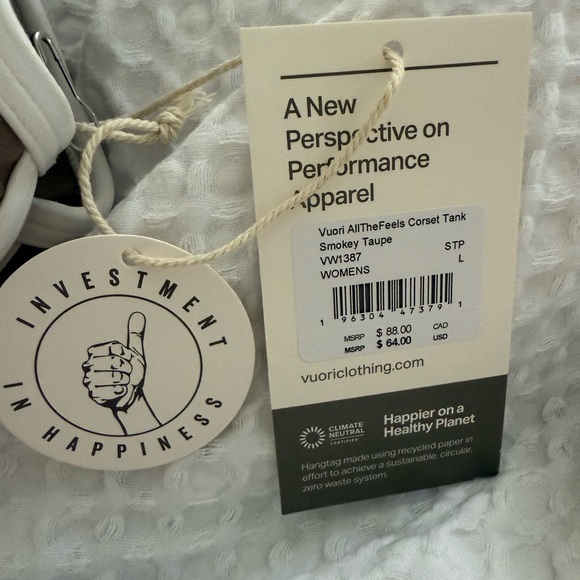 INVESTMENT
IN HAPPINESS
A New
Perspective on
Performance
Apparel
Vuori AllTheFeels Corset Tank
Smokey Taupe STP
VW1387 L
WOMENS
1 96304 47379 1
MSRP $ 88.00 CAD
MSRP $ 64.00 USD
vuoriclothing.com
CLIMATE
NEUTRAL
CERTIFIED
Happier on a
Healthy Planet
Hangtag made using recycled paper in
effort to achieve a sustainable, circular,
zero waste system.